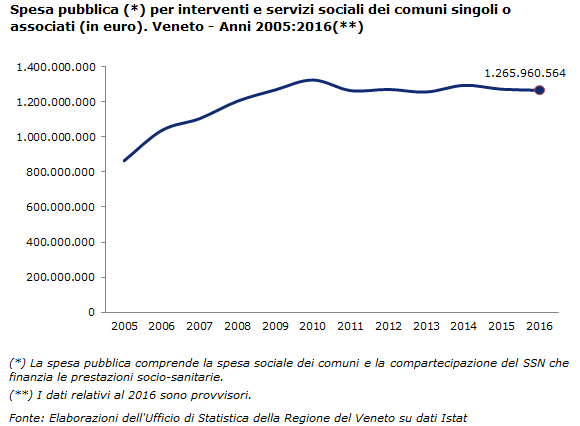 Spesa pubblica (*) per interventi e servizi sociali dei comuni singoli o
associati (in euro). Veneto - Anni 2005:2016(**)
1.400.000.000
1.265.960.564
1.200.000.000
1.000.000.000
800.000.000
600.000.000
400.000.000
200.000.000
0
2005 2006 2007 2008 2009 2010 2011 2012 2013 2014 2015 2016
(*) La spesa pubblica comprende la spesa sociale dei comuni e la compartecipazione del SSN che
finanzia le prestazioni socio-sanitarie.
(**) I dati relativi al 2016 sono provvisori.
Fonte: Elaborazioni dell'Ufficio di Statistica della Regione del Veneto su dati Istat